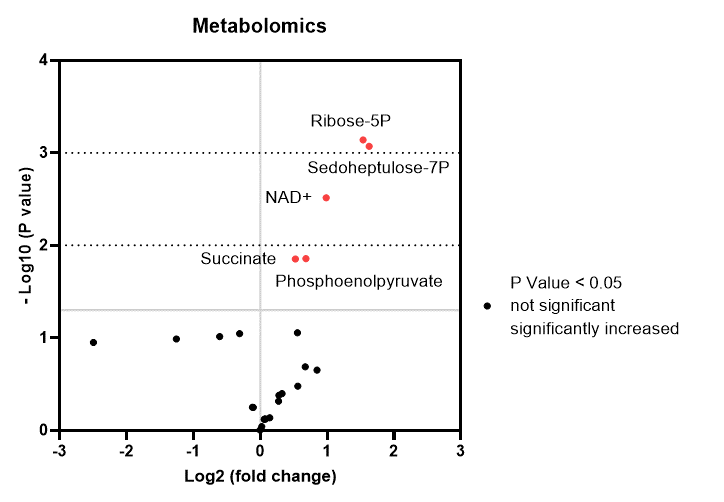 Metabolomics
4
3
2
1
0
- Log10 (P value)
Ribose-5P
Sedoheptulose-7P
NAD+
Succinate
Phosphoenolpyruvate
-3 -2 -1 0 1 2 3
Log2 (fold change)
P Value < 0.05
not significant
significantly increased